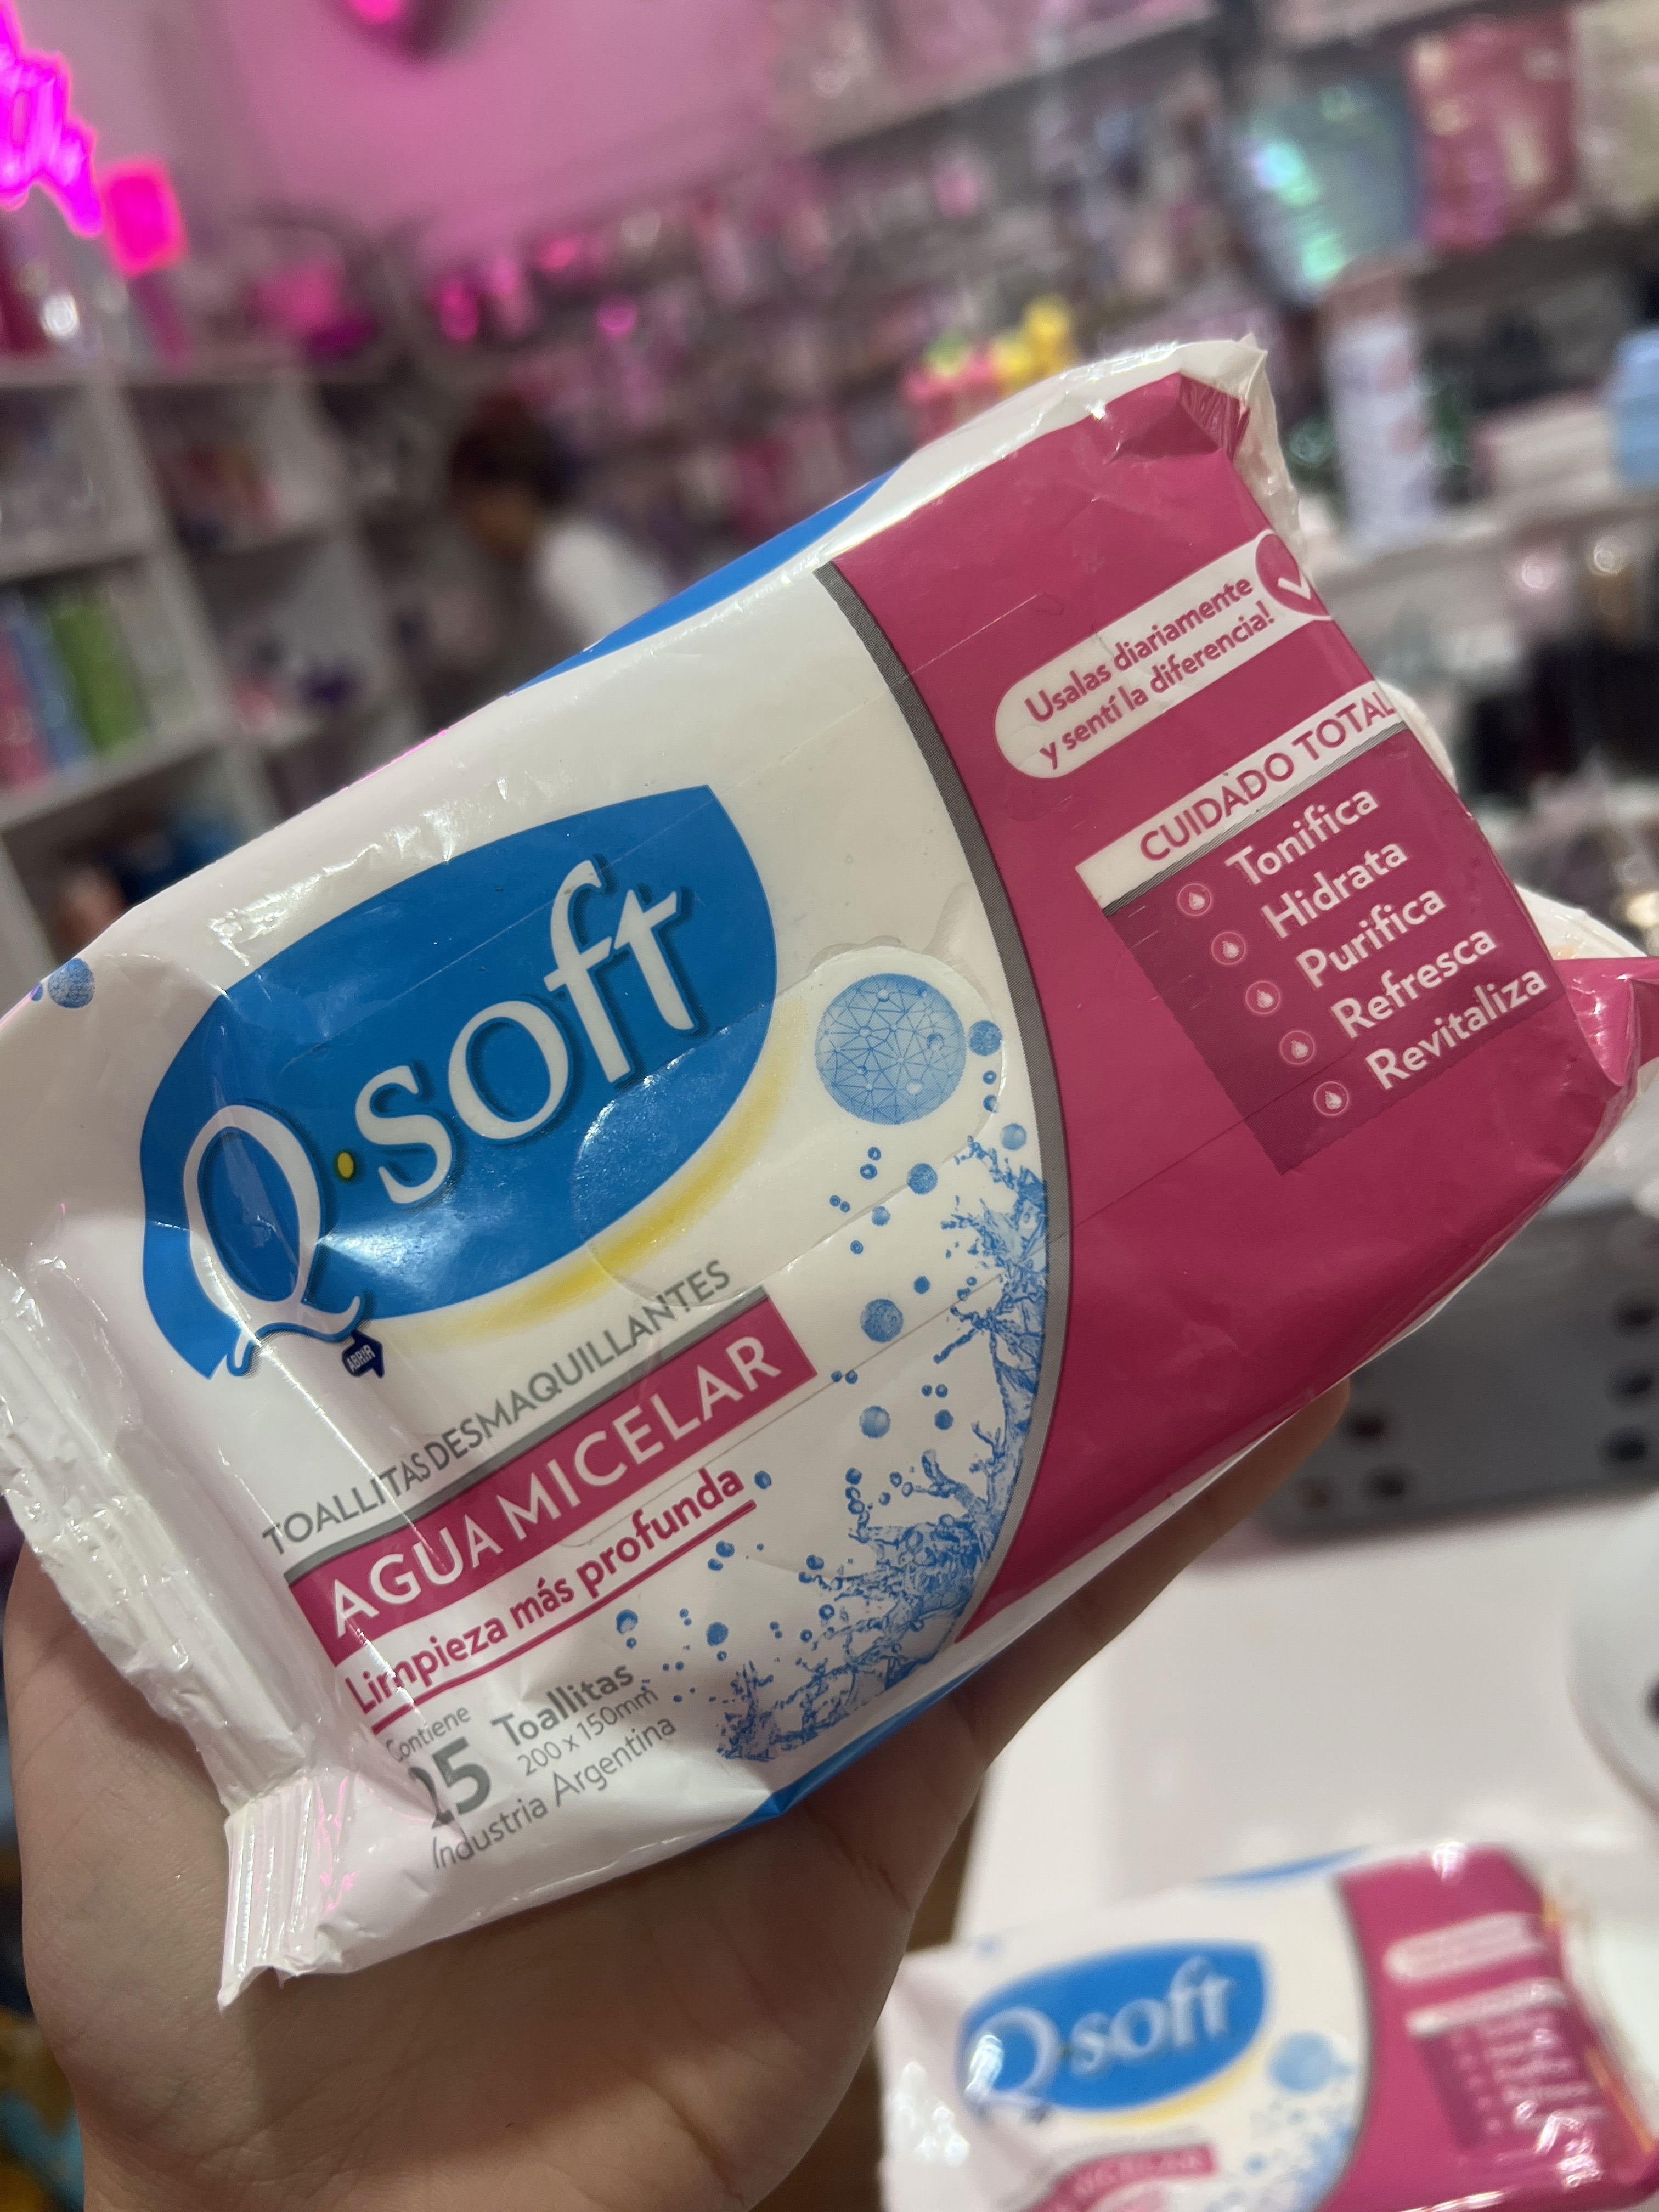 Q·soft
ABRIR
TOALLITAS DESMAQUILLANTES
AGUA MICELAR
Limpieza más profunda
Contiene
25 Toallitas
200 x 150mm
Industria Argentina
Usalas diariamente
y sentí la diferencia!
CUIDADO TOTAL
Tonifica
Hidrata
Purifica
Refresca
Revitaliza
Q·soft